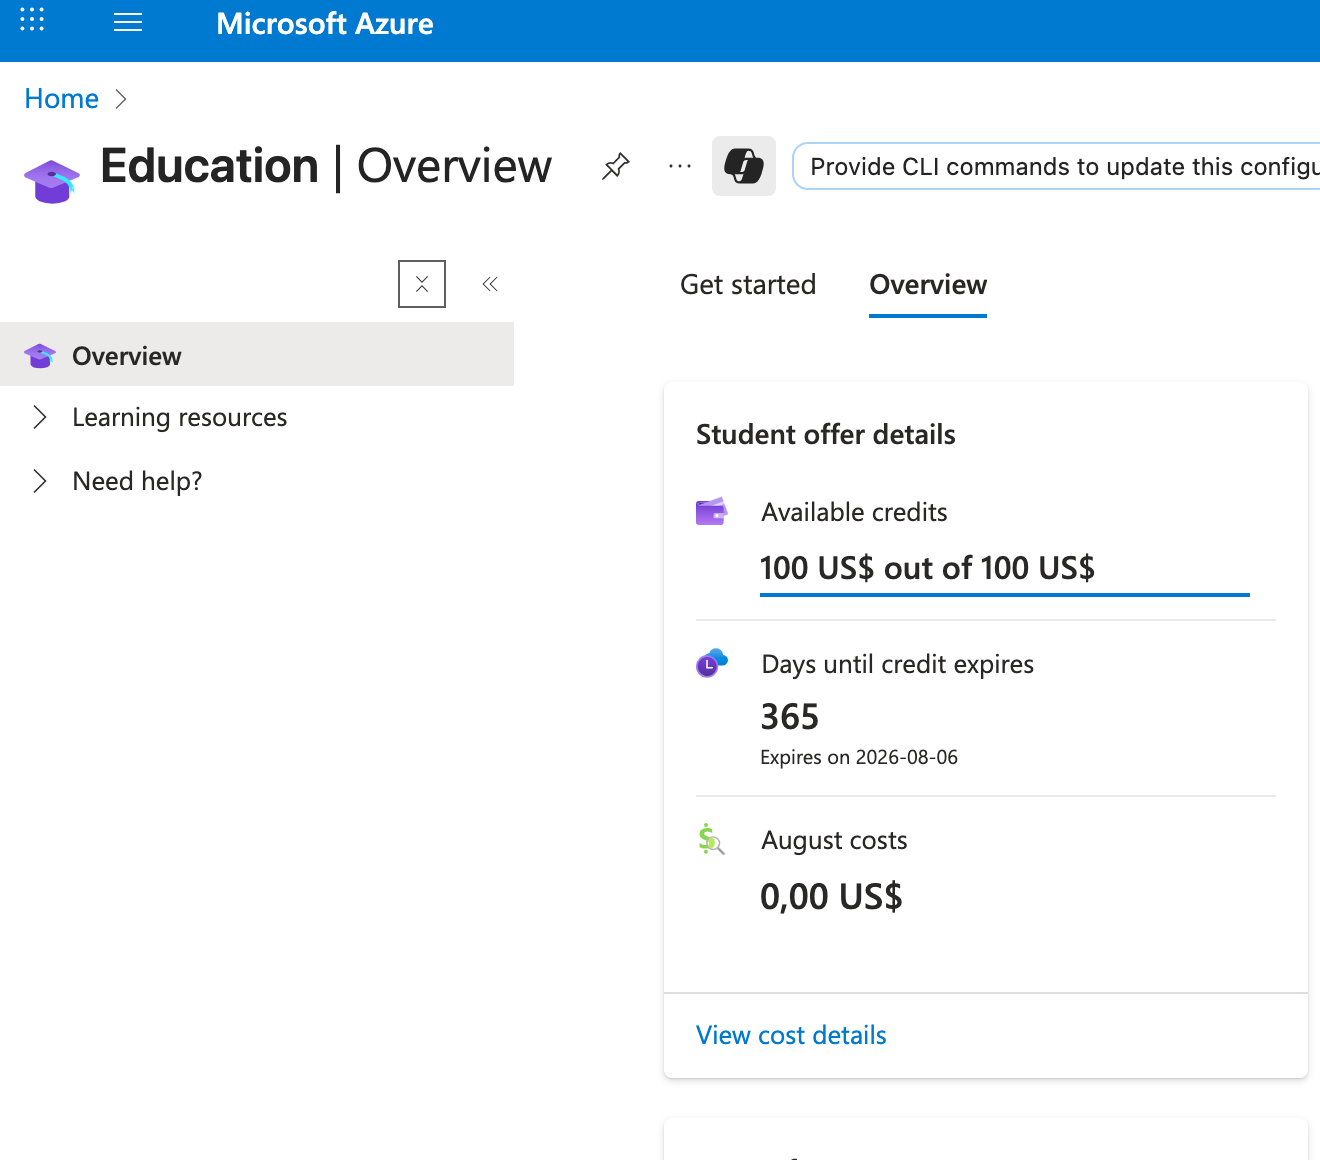 Microsoft Azure
Home
Education | Overview
Provide CLI commands to update this configu
Get started
Overview
Overview
Learning resources
Need help?
Student offer details
Available credits
100 US$ out of 100 US$
Days until credit expires
365
Expires on 2026-08-06
August costs
0,00 US$
View cost details